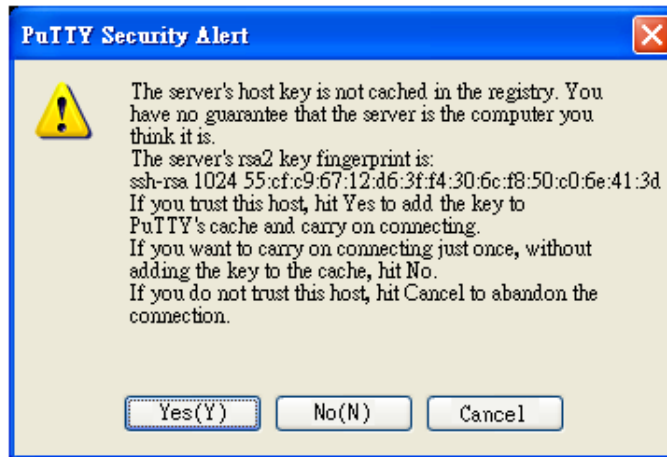 PuTTY Security Alert
The server's host key is not cached in the registry. You
have no guarantee that the server is the computer you
think it is.
The server's rsa2 key fingerprint is:
ssh-rsa 1024 55:cf:c9:67:12:d6:3f:f4:30:6c:f8:50:c0:6e:41:3d
If you trust this host, hit Yes to add the key to
PuTTY's cache and carry on connecting.
If you want to carry on connecting just once, without
adding the key to the cache, hit No.
If you do not trust this host, hit Cancel to abandon the
connection.
Yes(Y) No(N) Cancel